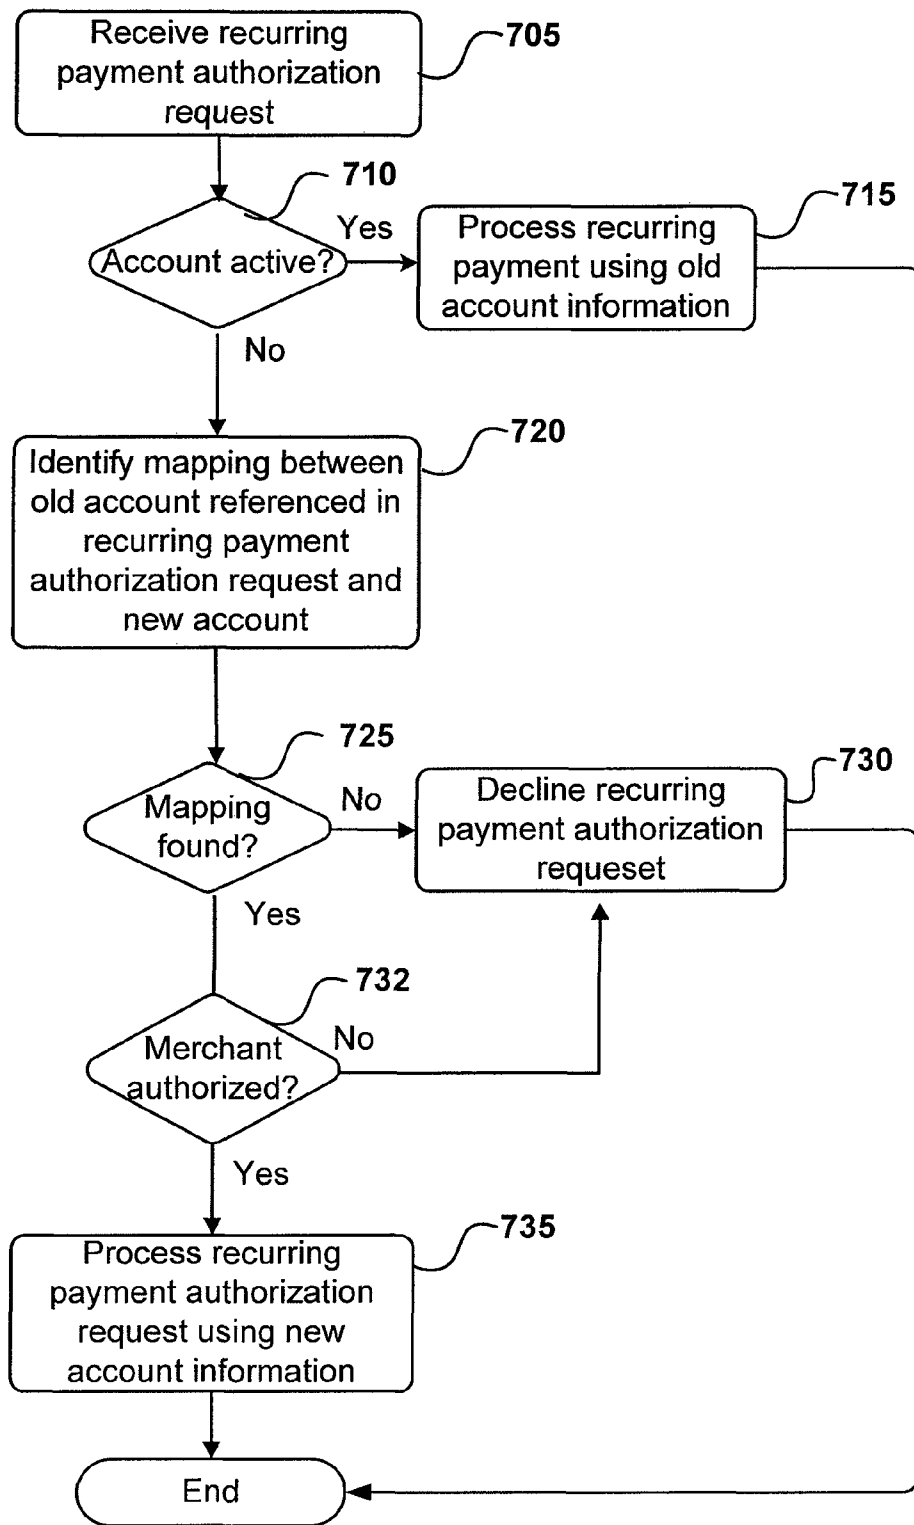 Receive recurring
payment authorization
request
705
710
Account active?
Yes
Process recurring
payment using old
account information
715
No
Identify mapping between
old account referenced in
recurring payment
authorization request and
new account
720
725
Mapping
found?
No
Decline recurring
payment authorization
requeset
730
Yes
732
Merchant
authorized?
No
Yes
Process recurring
payment authorization
request using new
account information
735
End